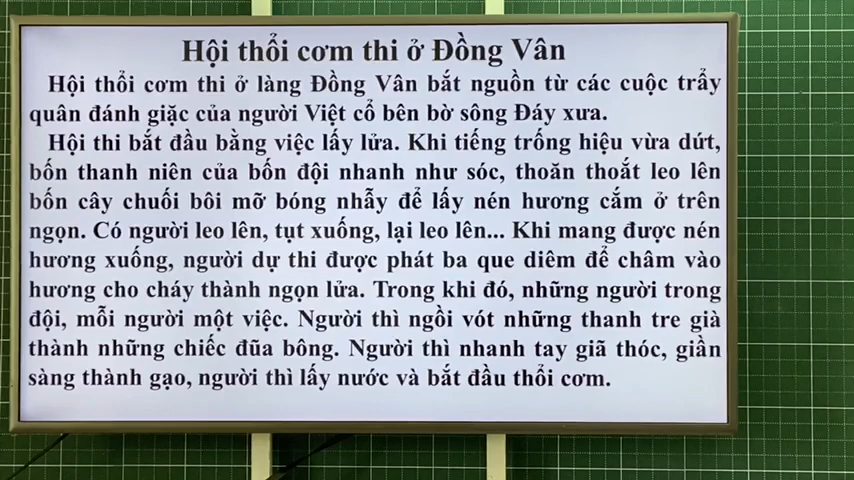 Hội thổi cơm thi ở Đồng Vân
Hội thổi cơm thi ở làng Đồng Vân bắt nguồn từ các cuộc trẩy
quân đánh giặc của người Việt cổ bên bờ sông Đáy xưa.
Hội thi bắt đầu bằng việc lấy lửa. Khi tiếng trống hiệu vừa dứt,
bốn thanh niên của bốn đội nhanh như sóc, thoăn thoắt leo lên
bốn cây chuối bôi mỡ bóng nhẫy để lấy nén hương cắm ở trên
ngọn. Có người leo lên, tụt xuống, lại leo lên... Khi mang được nén
hương xuống, người dự thi được phát ba que diêm để châm vào
hương cho cháy thành ngọn lửa. Trong khi đó, những người trong
đội, mỗi người một việc. Người thì ngồi vót những thanh tre già
thành những chiếc đũa bông. Người thì nhanh tay giã thóc, giần
sàng thành gạo, người thì lấy nước và bắt đầu thổi cơm.